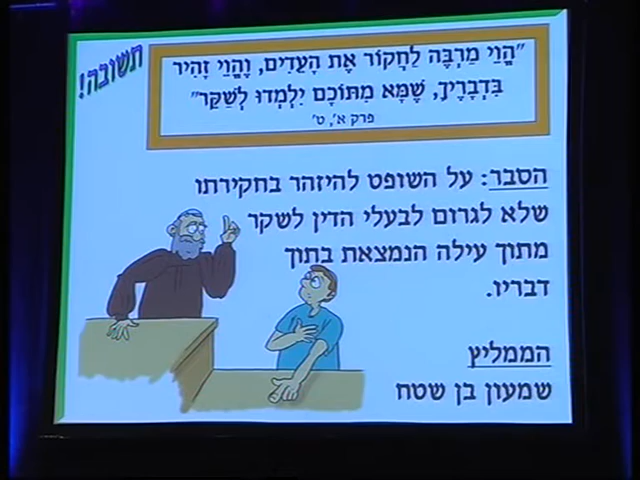 תשובה!
"הֱוֵי מַרְבֶּה לַחֲקוֹר אֶת הָעֵדִים, וֶהֱוֵי זָהִיר
בִּדְבָרֶיךָ, שֶׁמָּא מִתּוֹכָם יִלְמְדוּ לְשַׁקֵּר"
פרק א', ט'
הסבר: על השופט להיזהר בחקירתו
שלא לגרום לבעלי הדין לשקר
מתוך עילה הנמצאת בתוך
דבריו.
הממליץ
שמעון בן שטח